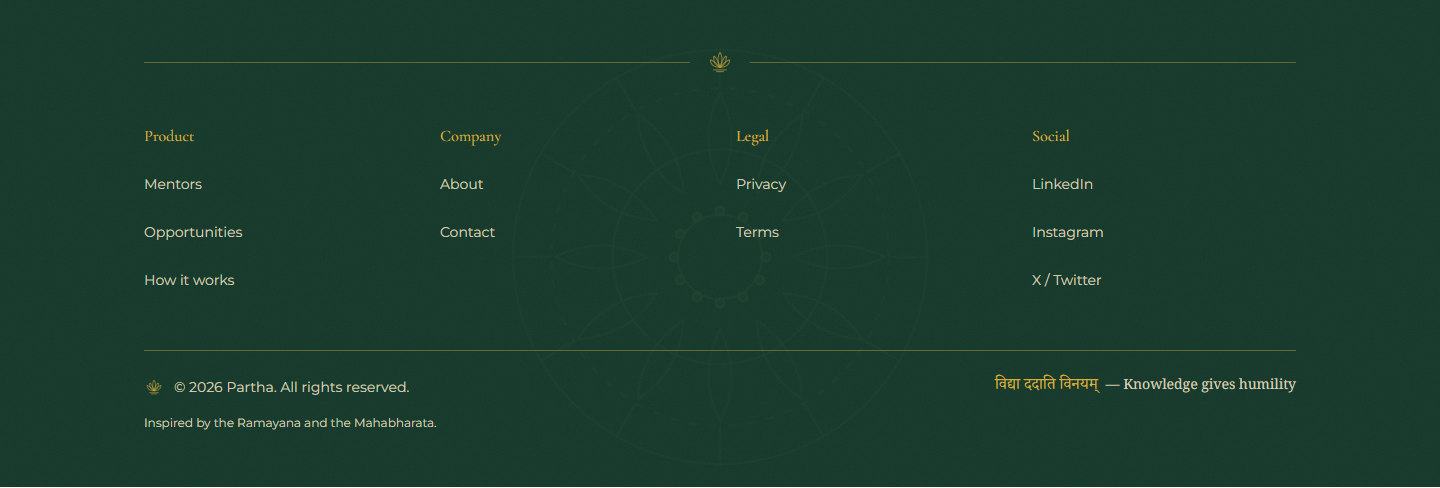 Product
Mentors
Opportunities
How it works
Company
About
Contact
Legal
Privacy
Terms
Social
LinkedIn
Instagram
X / Twitter
© 2026 Partha. All rights reserved.
Inspired by the Ramayana and the Mahabharata.
विद्या ददाति विनयम् — Knowledge gives humility